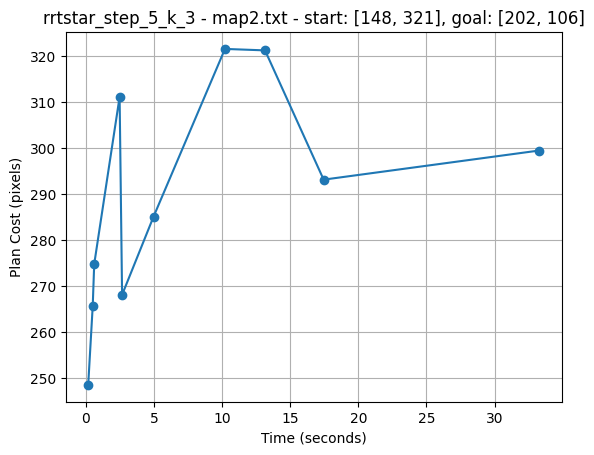 rrtstar_step_5_k_3 - map2.txt - start: [148, 321], goal: [202, 106]
320
310
300
290
280
270
260
250
Plan Cost (pixels)
0 5 10 15 20 25 30
Time (seconds)